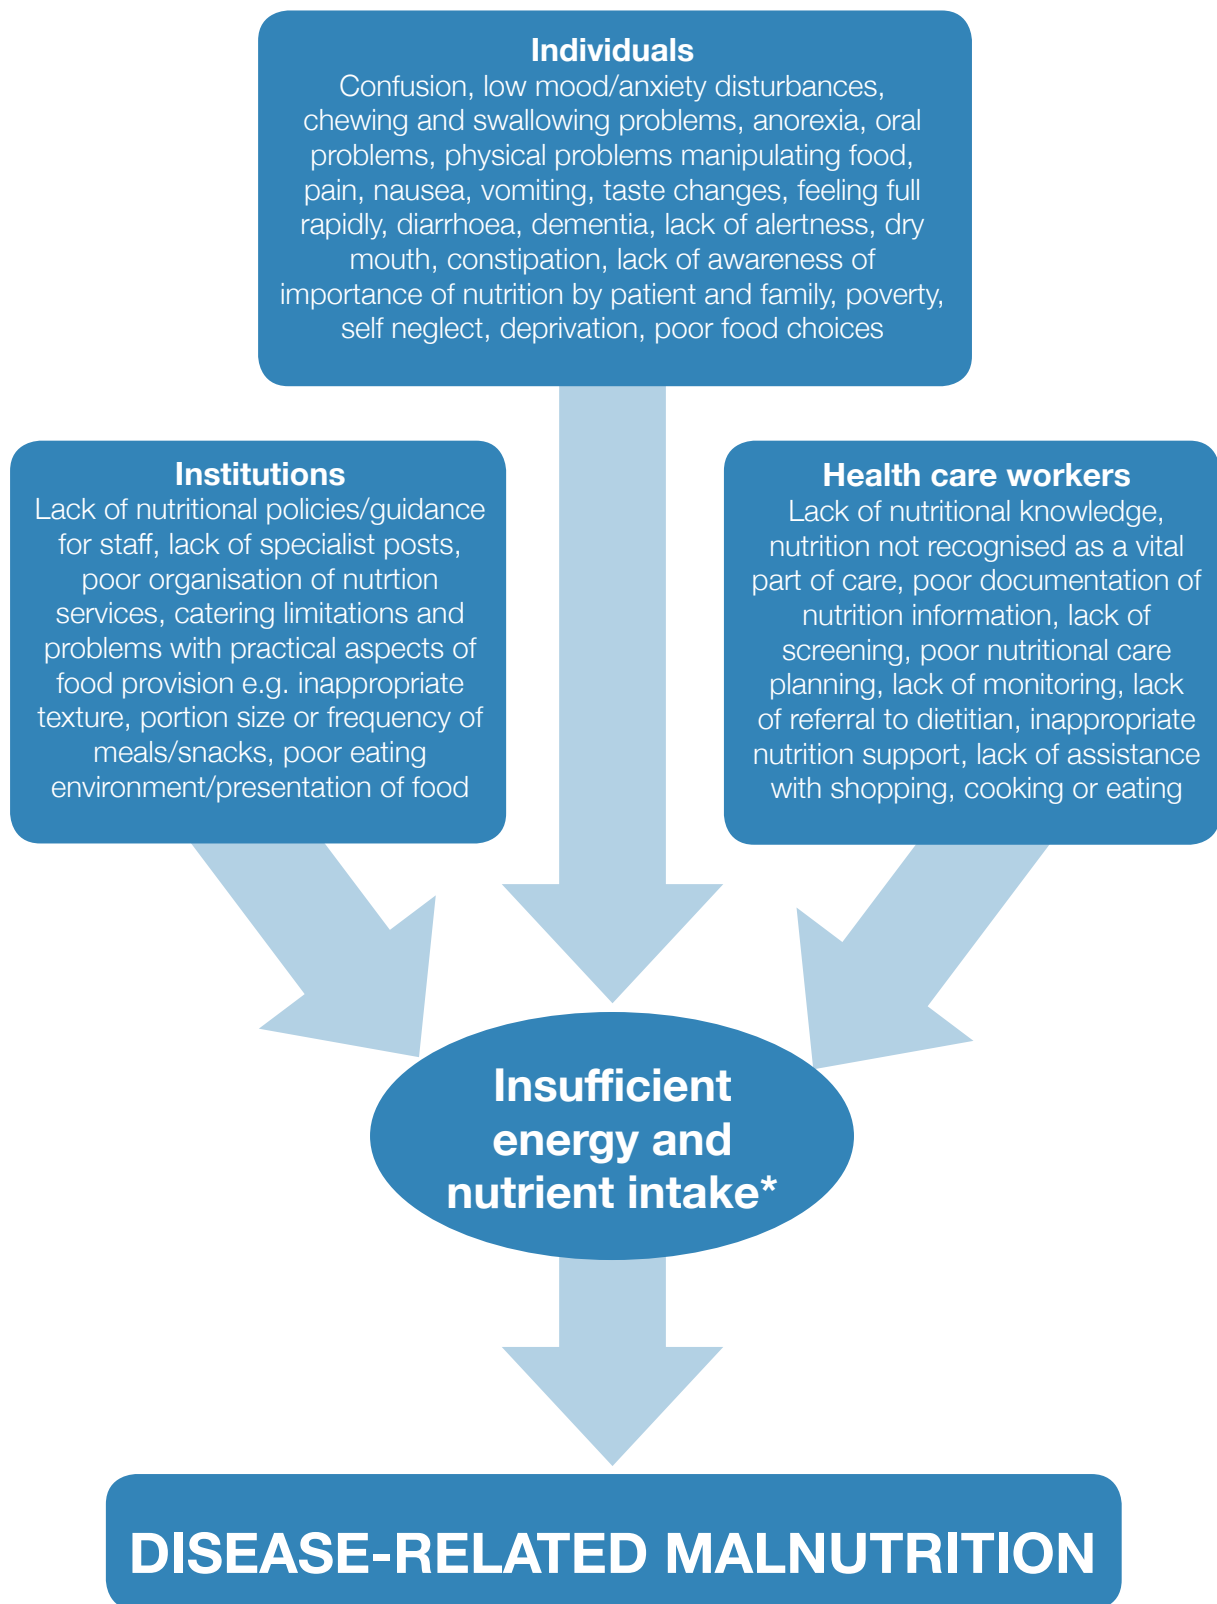 Individuals
Confusion, low mood/anxiety disturbances,
chewing and swallowing problems, anorexia, oral
problems, physical problems manipulating food,
pain, nausea, vomiting, taste changes, feeling full
rapidly, diarrhoea, dementia, lack of alertness, dry
mouth, constipation, lack of awareness of
importance of nutrition by patient and family, poverty,
self neglect, deprivation, poor food choices
Institutions
Lack of nutritional policies/guidance
for staff, lack of specialist posts,
poor organisation of nutrtion
services, catering limitations and
problems with practical aspects of
food provision e.g. inappropriate
texture, portion size or frequency of
meals/snacks, poor eating
environment/presentation of food
Health care workers
Lack of nutritional knowledge,
nutrition not recognised as a vital
part of care, poor documentation of
nutrition information, lack of
screening, poor nutritional care
planning, lack of monitoring, lack
of referral to dietitian, inappropriate
nutrition support, lack of assistance
with shopping, cooking or eating
Insufficient
energy and
nutrient intake*
DISEASE-RELATED MALNUTRITION